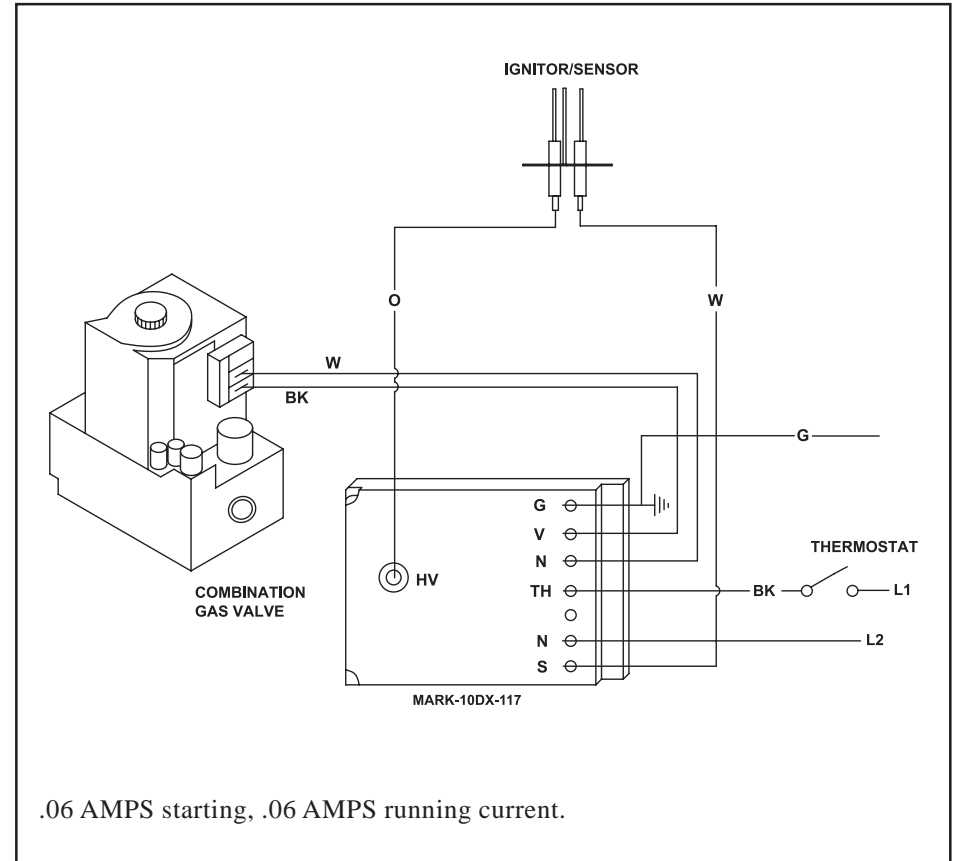 IGNITOR/SENSOR
O
W
W
BK
G
G
V
N
TH
N
S
HV
THERMOSTAT
BK
L1
L2
COMBINATION
GAS VALVE
MARK-10DX-117
.06 AMPS starting, .06 AMPS running current.